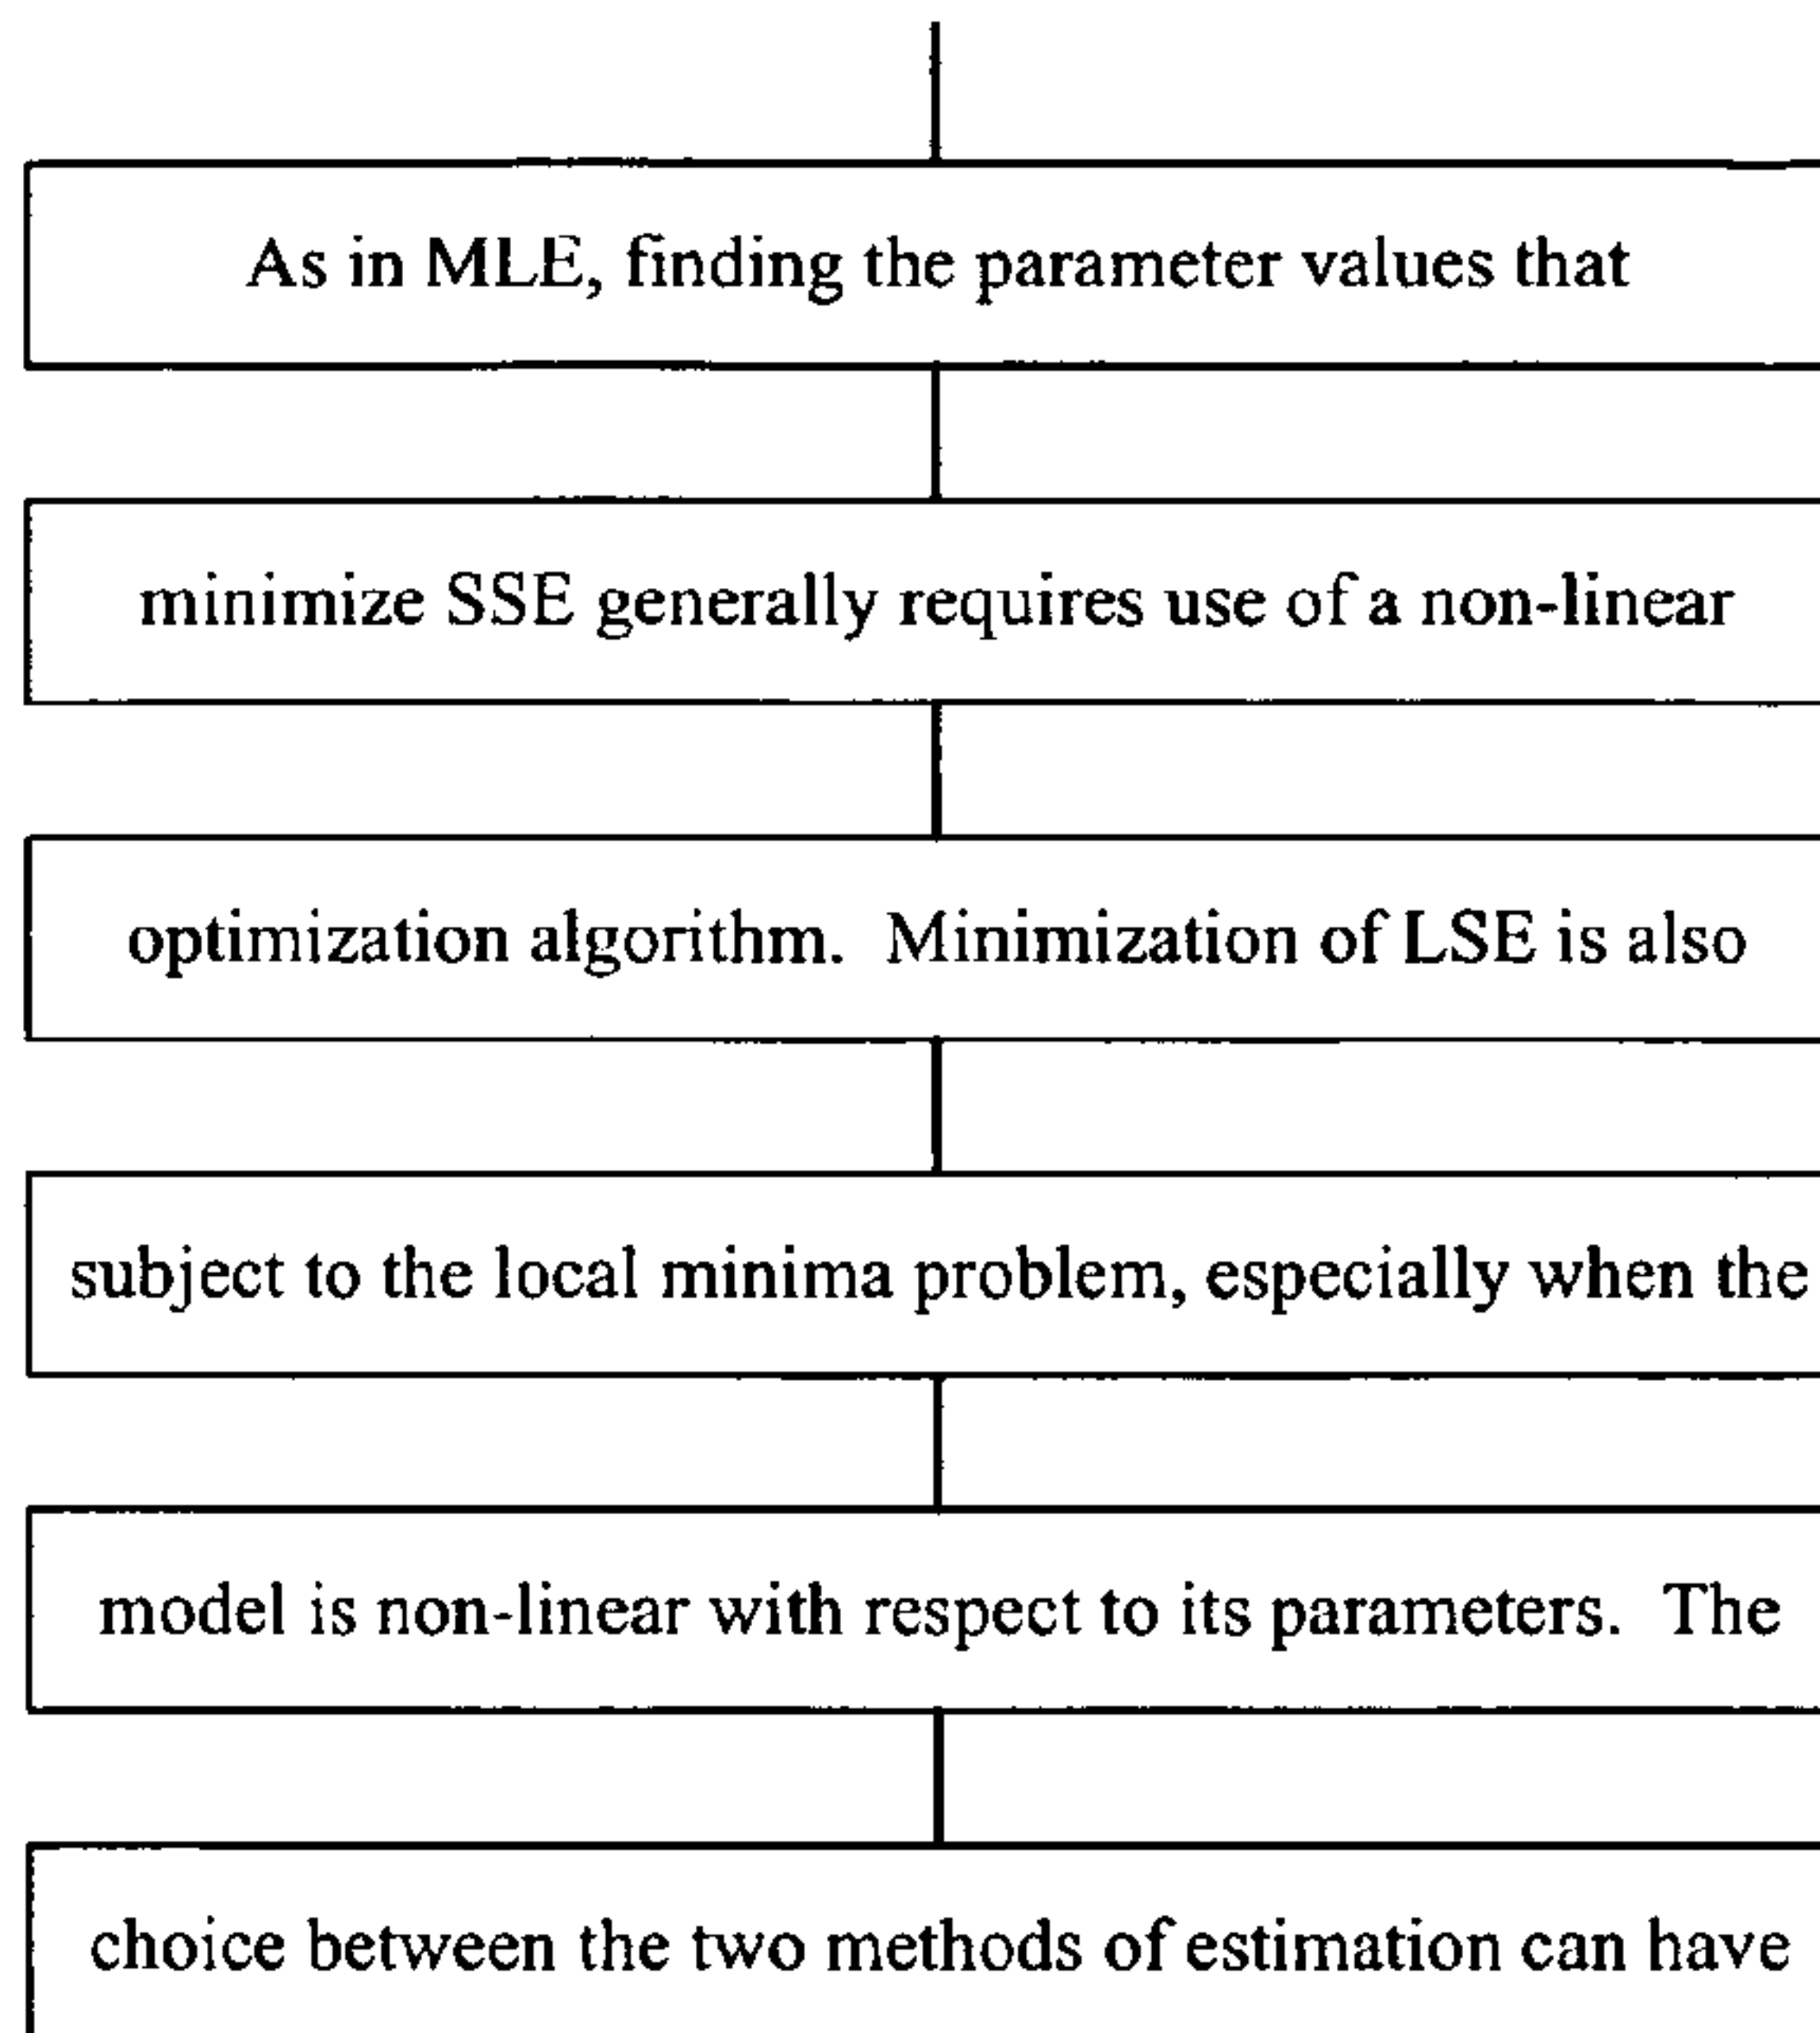 As in MLE, finding the parameter values that
minimize SSE generally requires use of a non-linear
optimization algorithm. Minimization of LSE is also
subject to the local minima problem, especially when the
model is non-linear with respect to its parameters. The
choice between the two methods of estimation can have